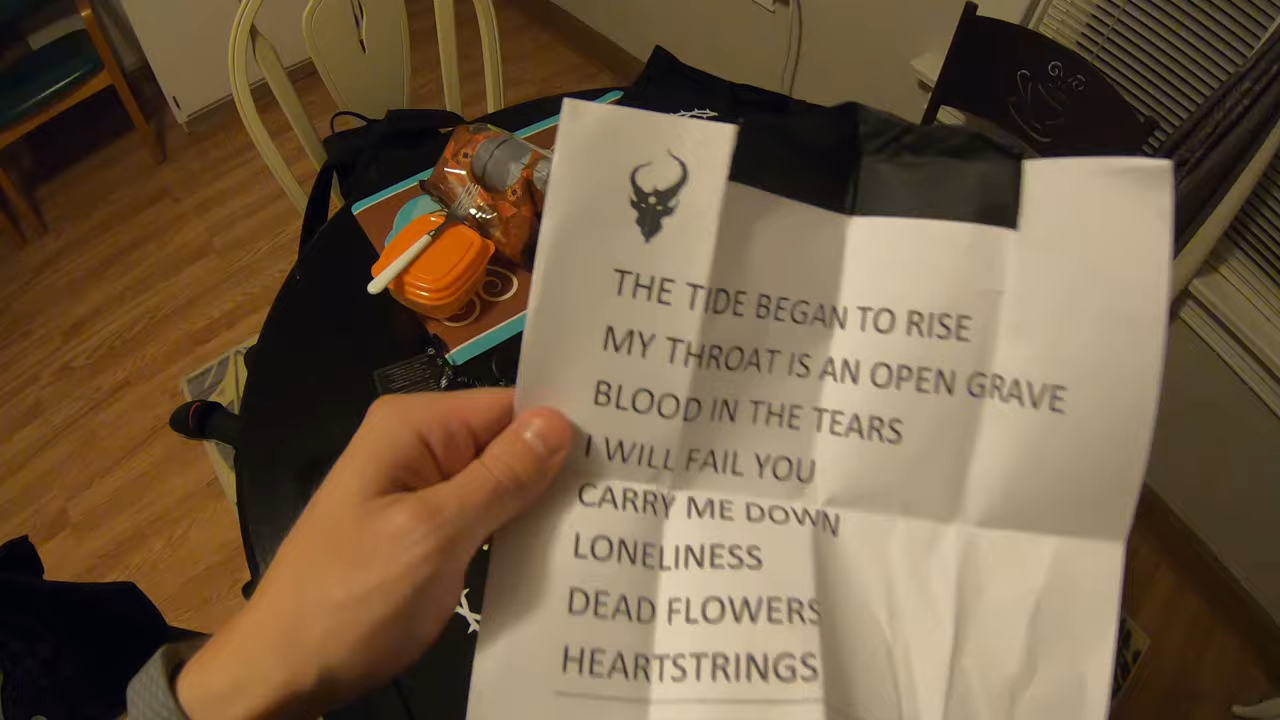 THE TIDE BEGAN TO RISE
MY THROAT IS AN OPEN GRAVE
BLOOD IN THE TEARS
I WILL FAIL YOU
CARRY ME DOWN
LONELINESS
DEAD FLOWERS
HEARTSTRINGS